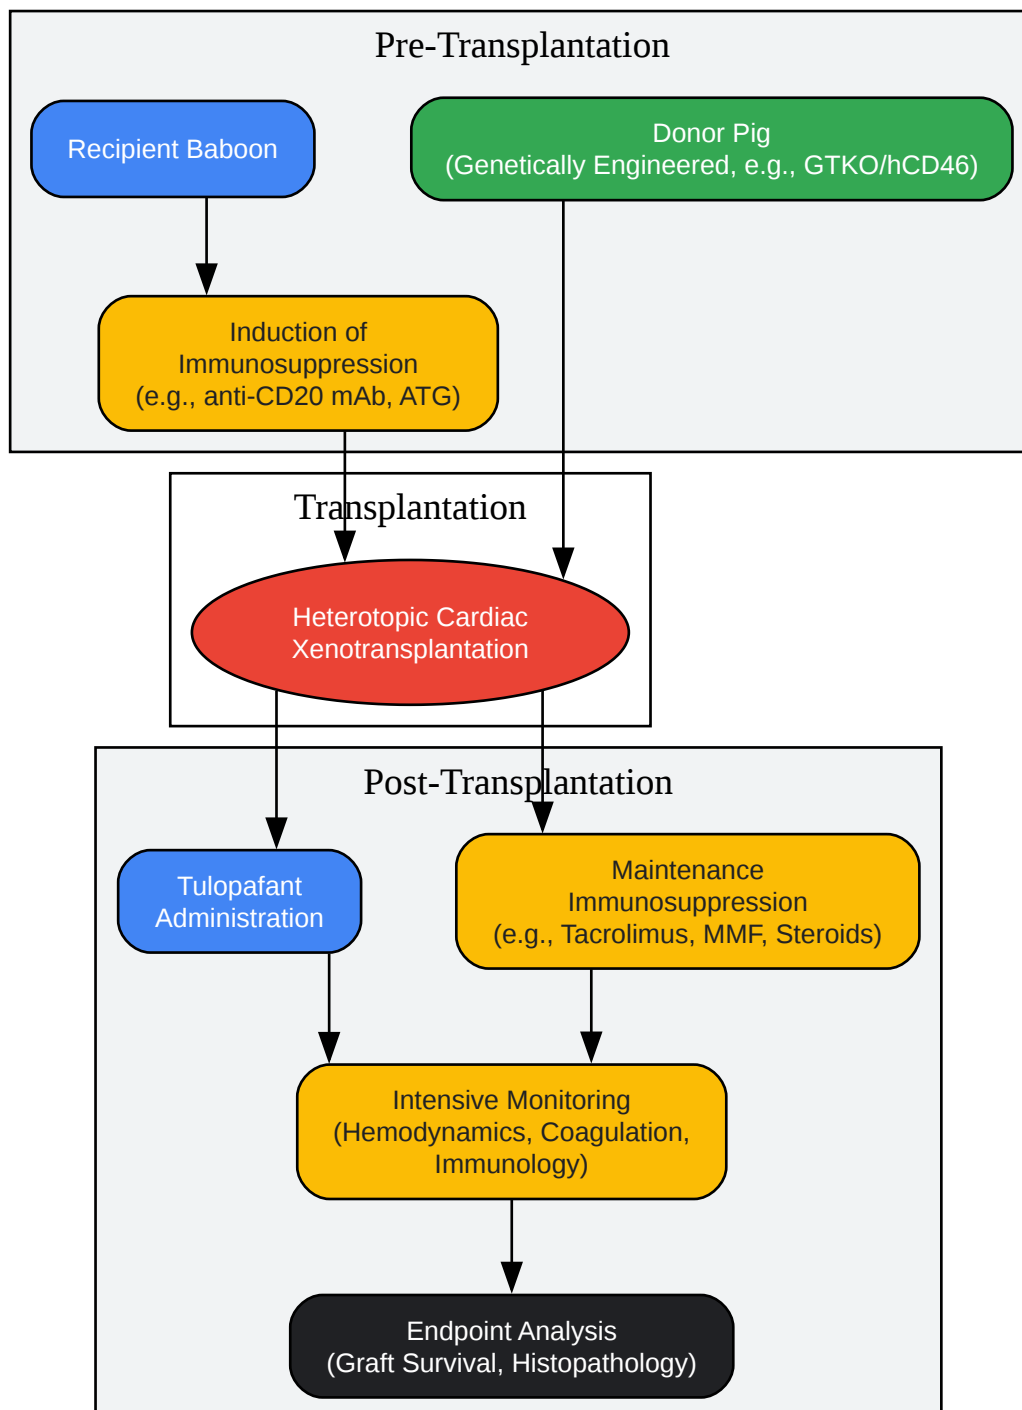 Pre-Transplantation
Recipient Baboon
Donor Pig
(Genetically Engineered, e.g., GTKO/hCD46)
Induction of
Immunosuppression
(e.g., anti-CD20 mAb, ATG)
Transplantation
Heterotopic Cardiac
Xenotransplantation
Post-Transplantation
Tulopafant
Administration
Maintenance
Immunosuppression
(e.g., Tacrolimus, MMF, Steroids)
Intensive Monitoring
(Hemodynamics, Coagulation,
Immunology)
Endpoint Analysis
(Graft Survival, Histopathology)